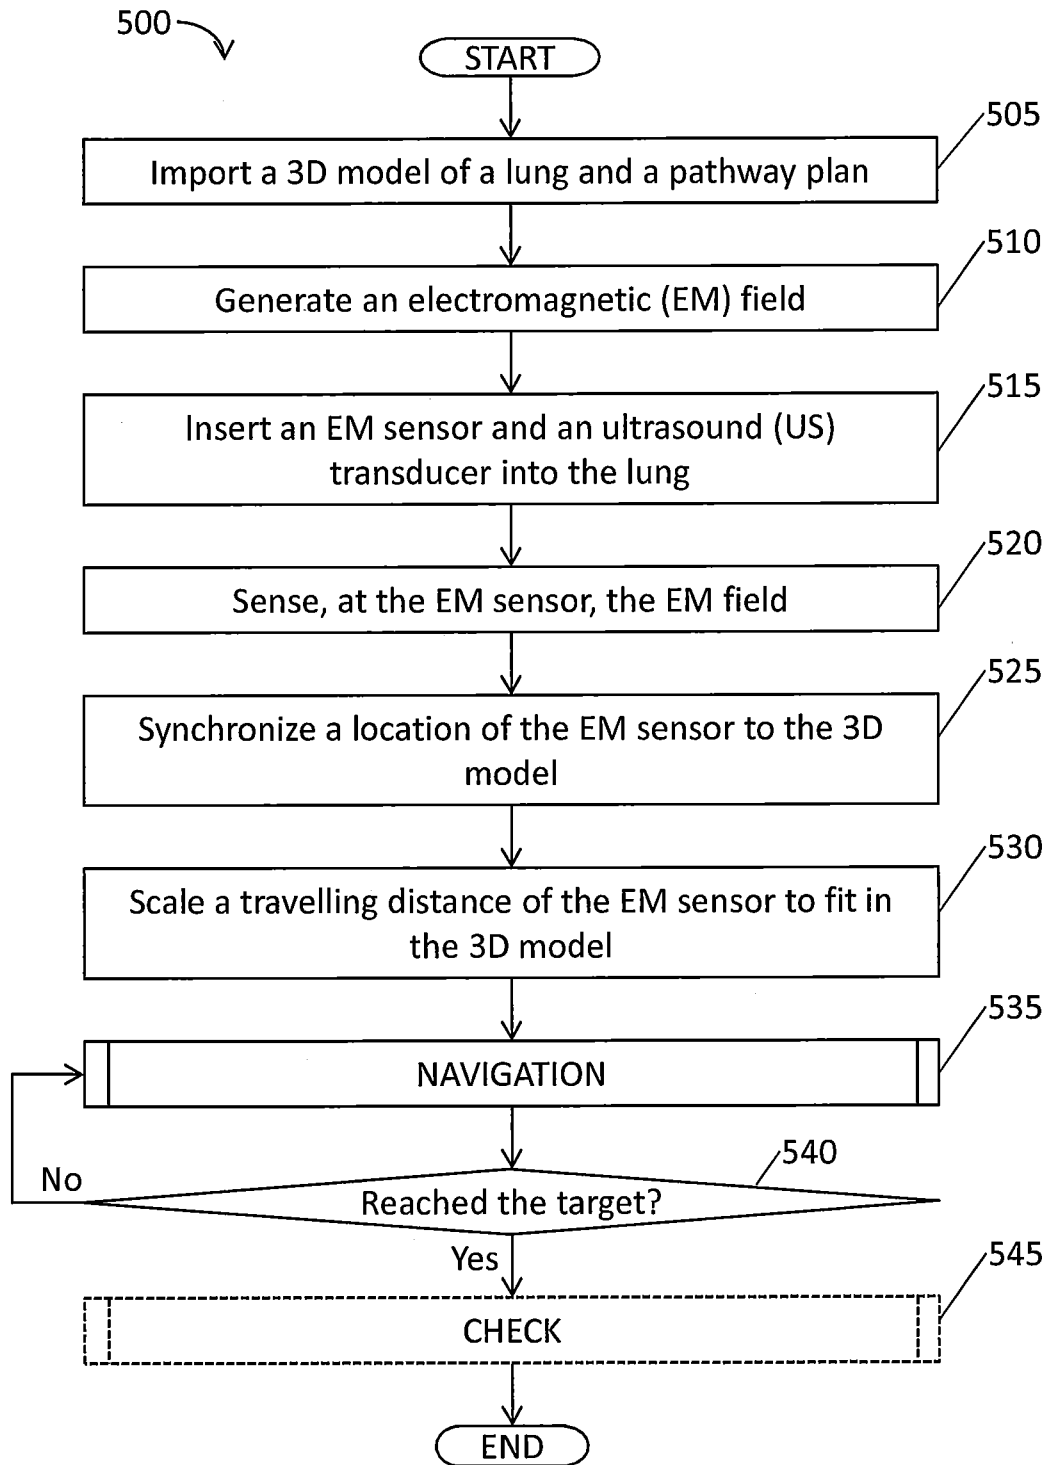 500
START
505
Import a 3D model of a lung and a pathway plan
510
Generate an electromagnetic (EM) field
515
Insert an EM sensor and an ultrasound (US)
transducer into the lung
520
Sense, at the EM sensor, the EM field
525
Synchronize a location of the EM sensor to the 3D
model
530
Scale a travelling distance of the EM sensor to fit in
the 3D model
535
NAVIGATION
540
No
Reached the target?
Yes
545
CHECK
END